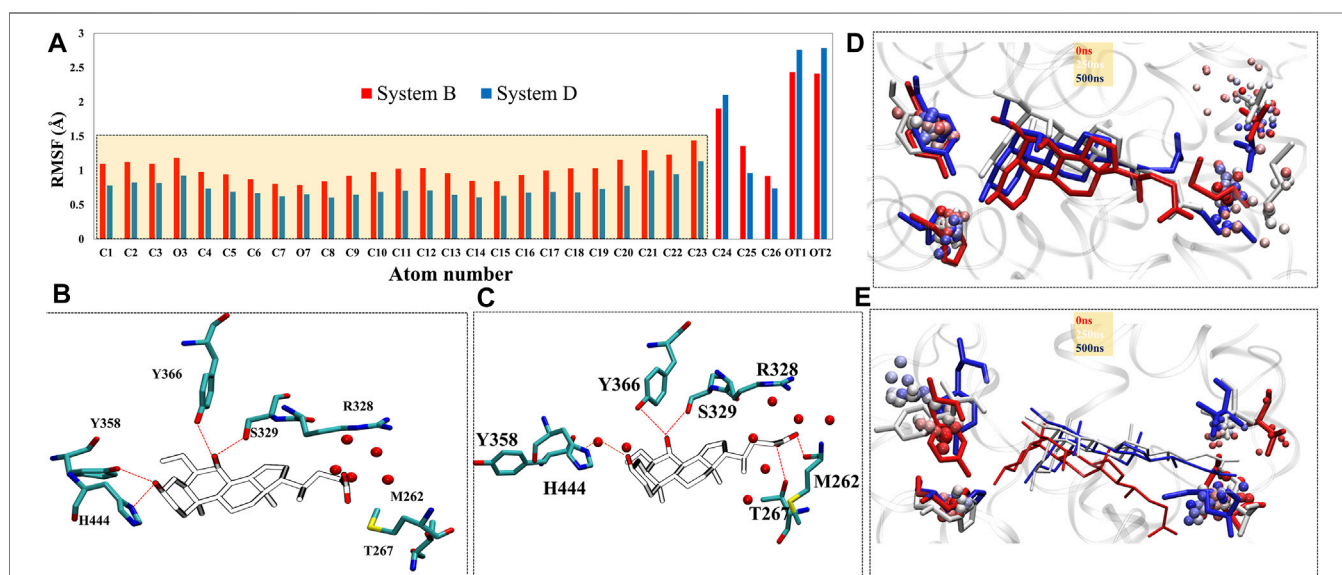 A
3
2.5
2
1.5
1
0.5
0
RMSF (Å)
System B
System D
C1 C2 C3 O3 C4 C5 C6 C7 O7 C8 C9 C10 C11 C12 C13 C14 C15 C16 C17 C18 C19 C20 C21 C22 C23 C24 C25 C26 OT1 OT2
Atom number
B
Y366
Y358
S329
R328
H444
M262
T267
C
Y366
R328
S329
Y358
H444
M262
T267
D
0ns
250ns
500ns
E
0ns
250ns
500ns